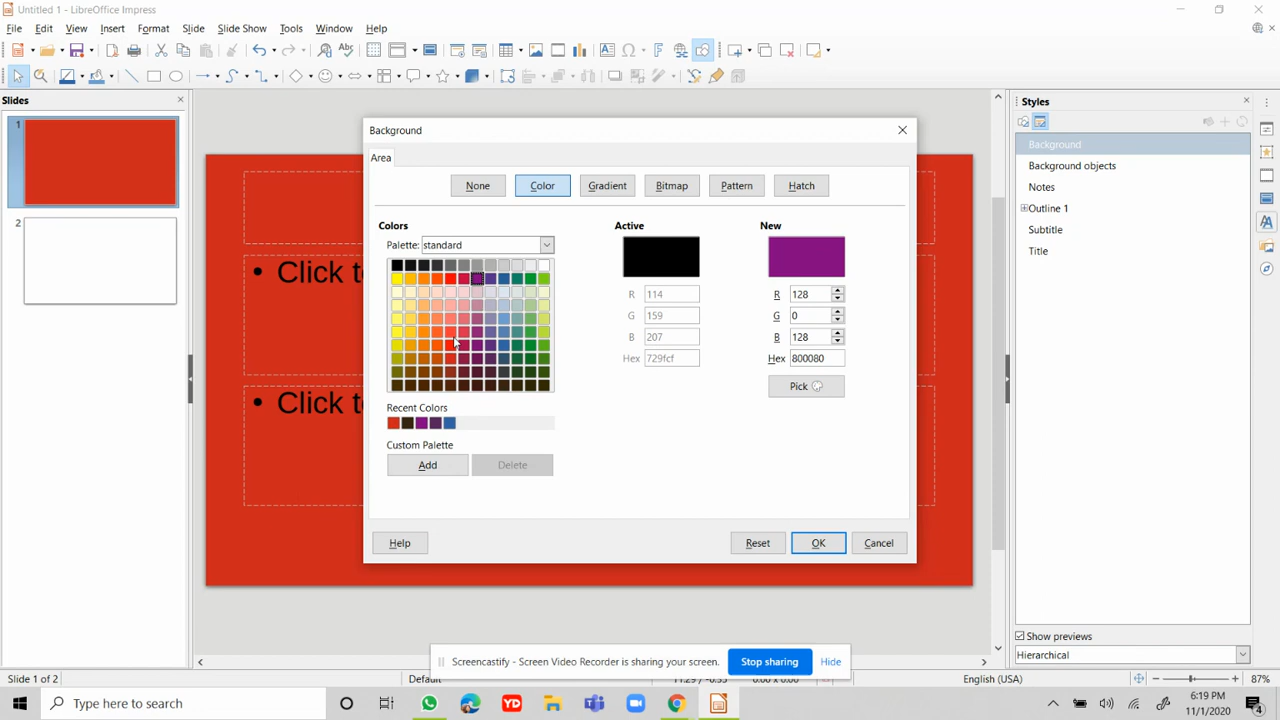 Untitled 1 - LibreOffice Impress
File Edit View Insert Format Slide Slide Show Tools Window Help
Slides
1
2
Click to
Click to
Background
Area
None Color Gradient Bitmap Pattern Hatch
Colors
Palette: standard
Active
New
R 114
G 159
B 207
Hex 729fcf
R 128
G 0
B 128
Hex 800080
Pick
Recent Colors
Custom Palette
Add Delete
Help Reset OK Cancel
Styles
Background
Background objects
Notes
Outline 1
Subtitle
Title
Show previews
Hierarchical
Screencastify - Screen Video Recorder is sharing your screen. Stop sharing Hide
Slide 1 of 2 Default English (USA) 87%
Type here to search
YD
6:19 PM
11/1/2020
4